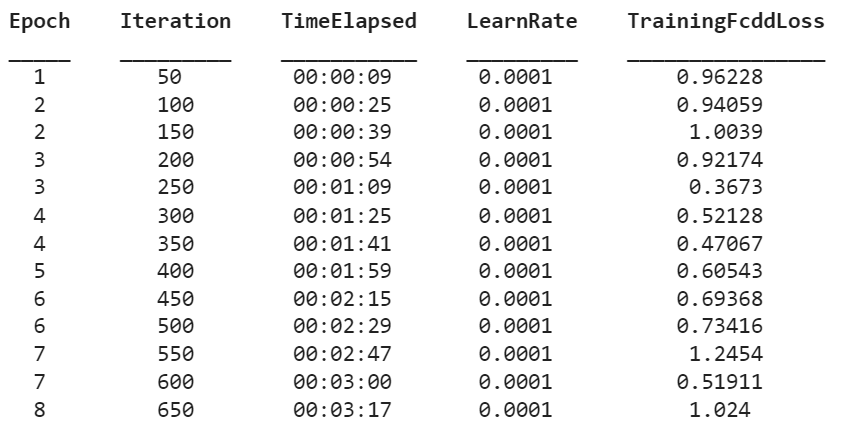 Epoch Iteration TimeElapsed LearnRate TrainingFcddLoss
_____ _________ ___________ _________ ________________
1 50 00:00:09 0.0001 0.96228
2 100 00:00:25 0.0001 0.94059
2 150 00:00:39 0.0001 1.0039
3 200 00:00:54 0.0001 0.92174
3 250 00:01:09 0.0001 0.3673
4 300 00:01:25 0.0001 0.52128
4 350 00:01:41 0.0001 0.47067
5 400 00:01:59 0.0001 0.60543
6 450 00:02:15 0.0001 0.69368
6 500 00:02:29 0.0001 0.73416
7 550 00:02:47 0.0001 1.2454
7 600 00:03:00 0.0001 0.51911
8 650 00:03:17 0.0001 1.024